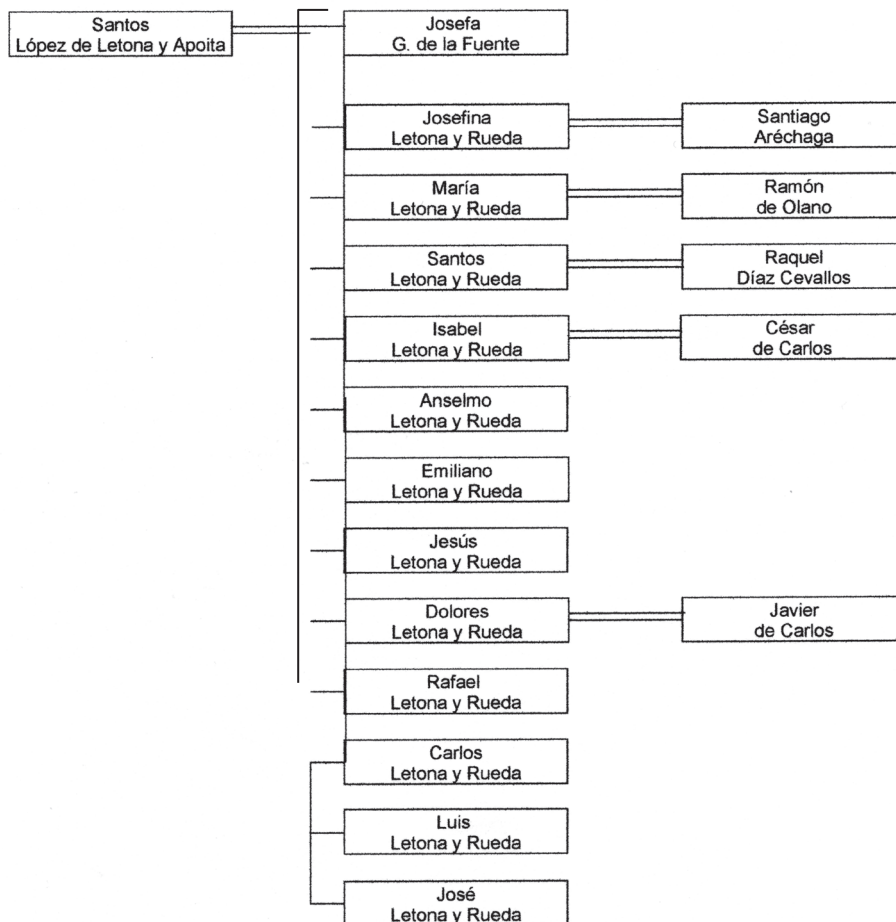 Santos
López de Letona y Apoita
Josefa
G. de la Fuente
Josefina
Letona y Rueda
Santiago
Aréchaga
María
Letona y Rueda
Ramón
de Olano
Santos
Letona y Rueda
Raquel
Díaz Cevallos
Isabel
Letona y Rueda
César
de Carlos
Anselmo
Letona y Rueda
Emiliano
Letona y Rueda
Jesús
Letona y Rueda
Dolores
Letona y Rueda
Javier
de Carlos
Rafael
Letona y Rueda
Carlos
Letona y Rueda
Luis
Letona y Rueda
José
Letona y Rueda